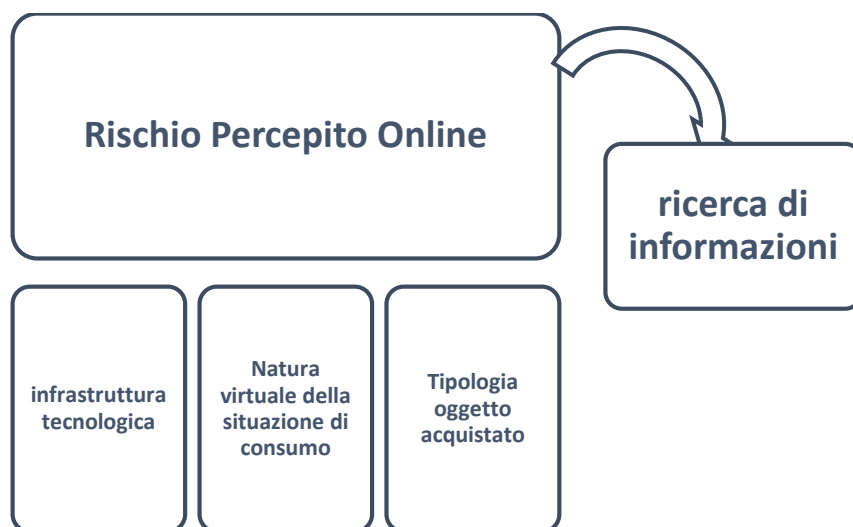 Rischio Percepito Online
ricerca di
informazioni
infrastruttura
tecnologica
Natura
virtuale della
situazione di
consumo
Tipologia
oggetto
acquistato